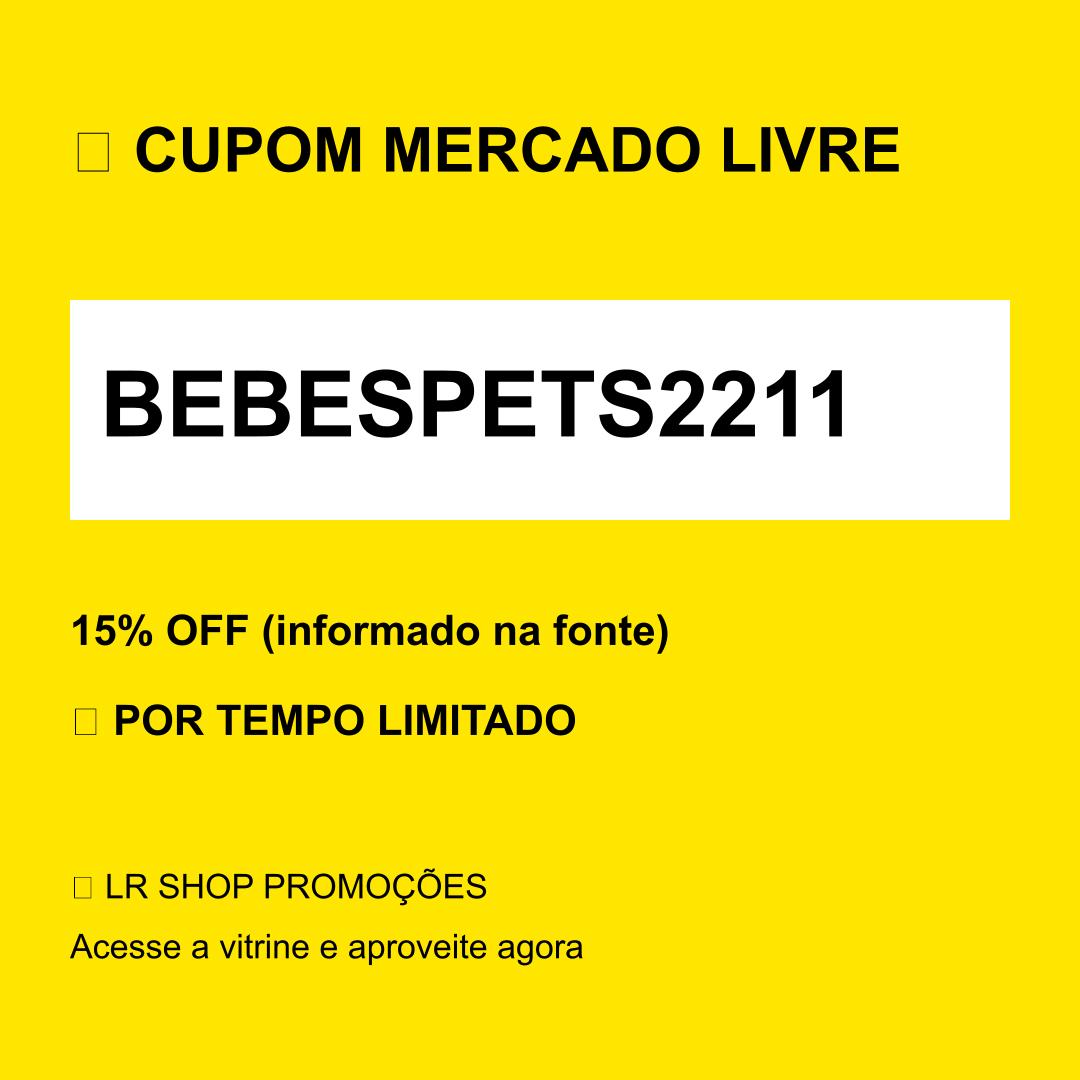 CUPOM MERCADO LIVRE
BEBESPETS2211
15% OFF (informado na fonte)
POR TEMPO LIMITADO
LR SHOP PROMOÇÕES
Acesse a vitrine e aproveite agora